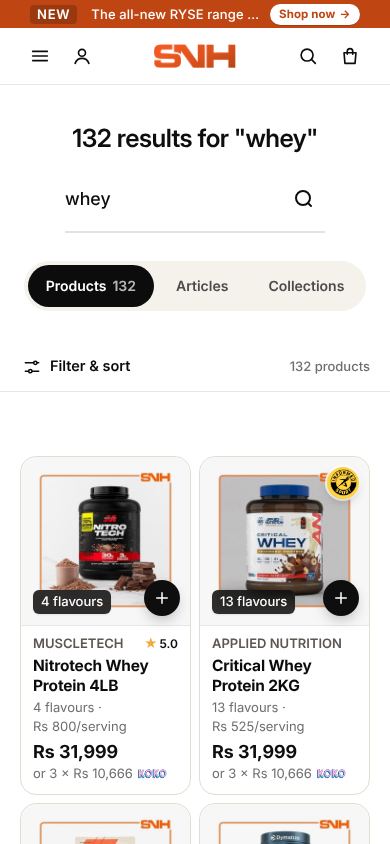 NEW The all-new RYSE range ... Shop now →
SNH
132 results for "whey"
whey
Products 132 Articles Collections
Filter & sort 132 products
SNH
NITRO
TECH
4 flavours
SNH
CRITICAL
WHEY
13 flavours
MUSCLETECH ★ 5.0
Nitrotech Whey
Protein 4LB
4 flavours ·
Rs 800/serving
Rs 31,999
or 3 × Rs 10,666 KOKO
APPLIED NUTRITION
Critical Whey
Protein 2KG
13 flavours ·
Rs 525/serving
Rs 31,999
or 3 × Rs 10,666 KOKO
SNH
SNH
Dymatize